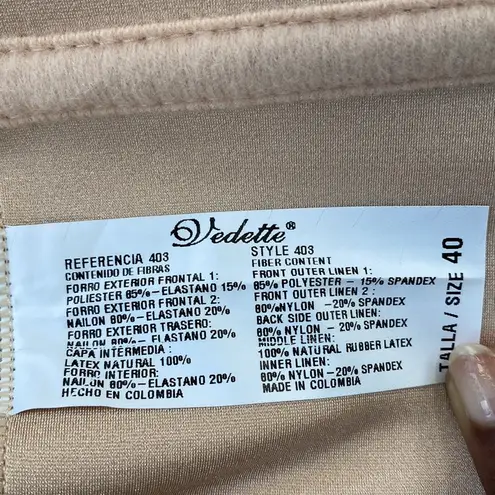 Vedette®
REFERENCIA 403
CONTENIDO DE FIBRAS
FORRO EXTERIOR FRONTAL 1:
POLIESTER 85%-ELASTANO 15%
FORRO EXTERIOR FRONTAL 2:
NAILON 80%-ELASTANO 20%
FORRO EXTERIOR TRASERO:
NAILON 80%-ELASTANO 20%
CAPA INTERMEDIA:
LATEX NATURAL 100%
FORRO INTERIOR:
NAILON 80%-ELASTANO 20%
HECHO EN COLOMBIA
STYLE 403
FIBER CONTENT
FRONT OUTER LINEN 1:
85% POLYESTER - 15% SPANDEX
FRONT OUTER LINEN 2 :
80%NYLON -20% SPANDEX
BACK SIDE OUTER LINEN:
80% NYLON - 20% SPANDEX
MIDDLE LINEN:
100% NATURAL RUBBER LATEX
INNER LINEN:
80% NYLON -20% SPANDEX
MADE IN COLOMBIA
TALLA / SIZE 40